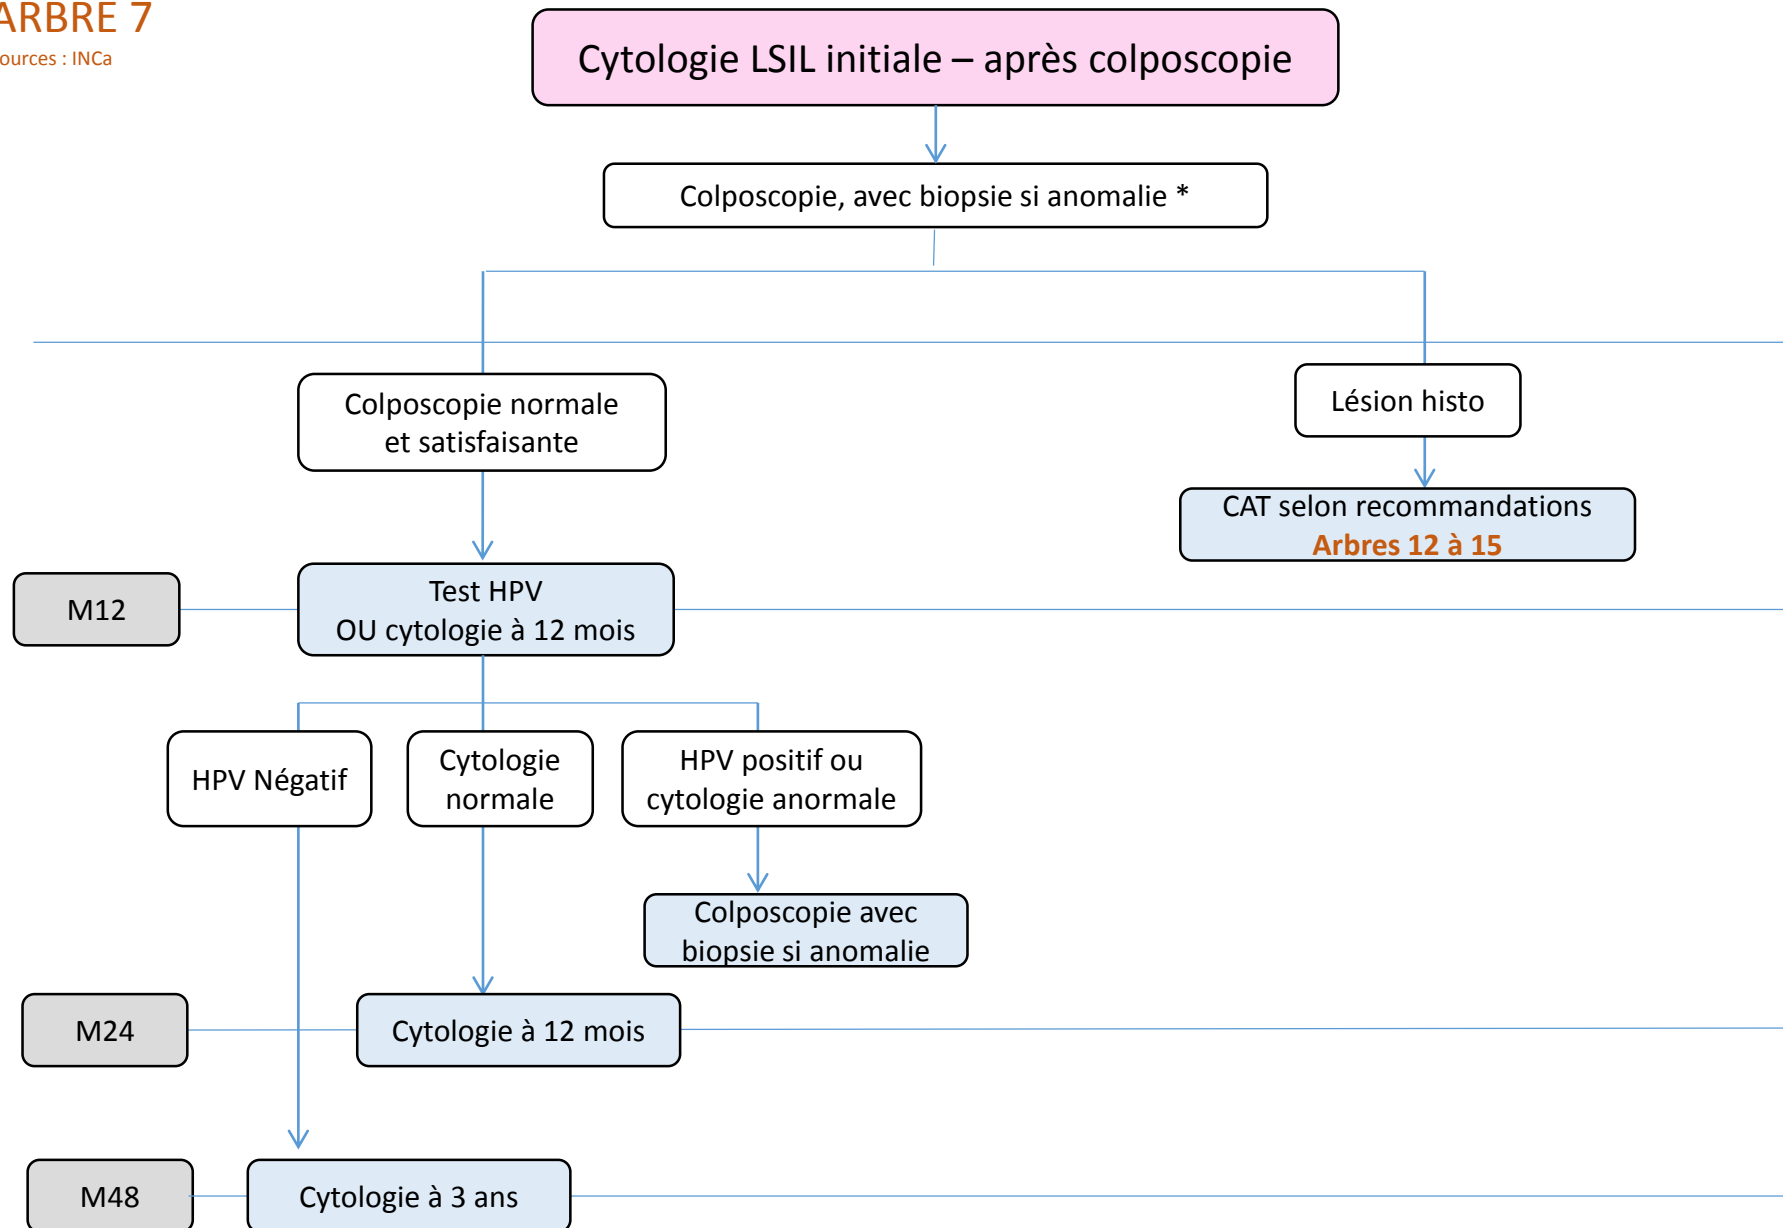 ARBRE 7
ources : INCa
Cytologie LSIL initiale – après colposcopie
Colposcopie, avec biopsie si anomalie *
Colposcopie normale
et satisfaisante
Lésion histo
CAT selon recommandations
Arbres 12 à 15
M12
Test HPV
OU cytologie à 12 mois
HPV Négatif
Cytologie
normale
HPV positif ou
cytologie anormale
Colposcopie avec
biopsie si anomalie
M24
Cytologie à 12 mois
M48
Cytologie à 3 ans